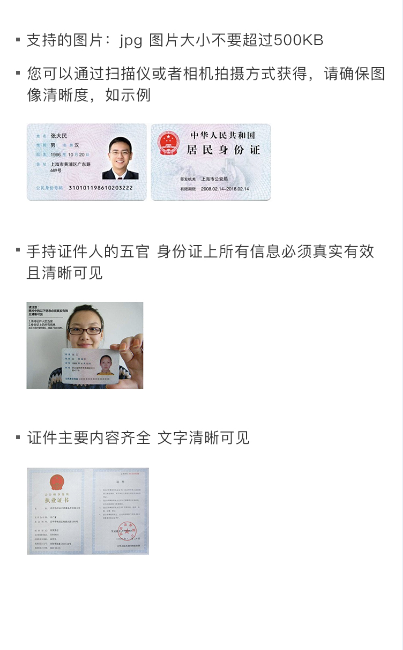 支持的图片：jpg 图片大小不要超过500KB
您可以通过扫描仪或者相机拍摄方式获得，请确保图
像清晰度，如示例
姓名 张大民
性别 男 民族 汉
出生 1986 年 10 月 20 日
住址 上海市黄浦区广东路
公民身份号码 310101198610203222
中华人民共和国
居民身份证
签发机关 上海市公安局
有效期限 2008.02.14-2018.02.14
手持证件人的五官 身份证上所有信息必须真实有效
且清晰可见
证件主要内容齐全 文字清晰可见